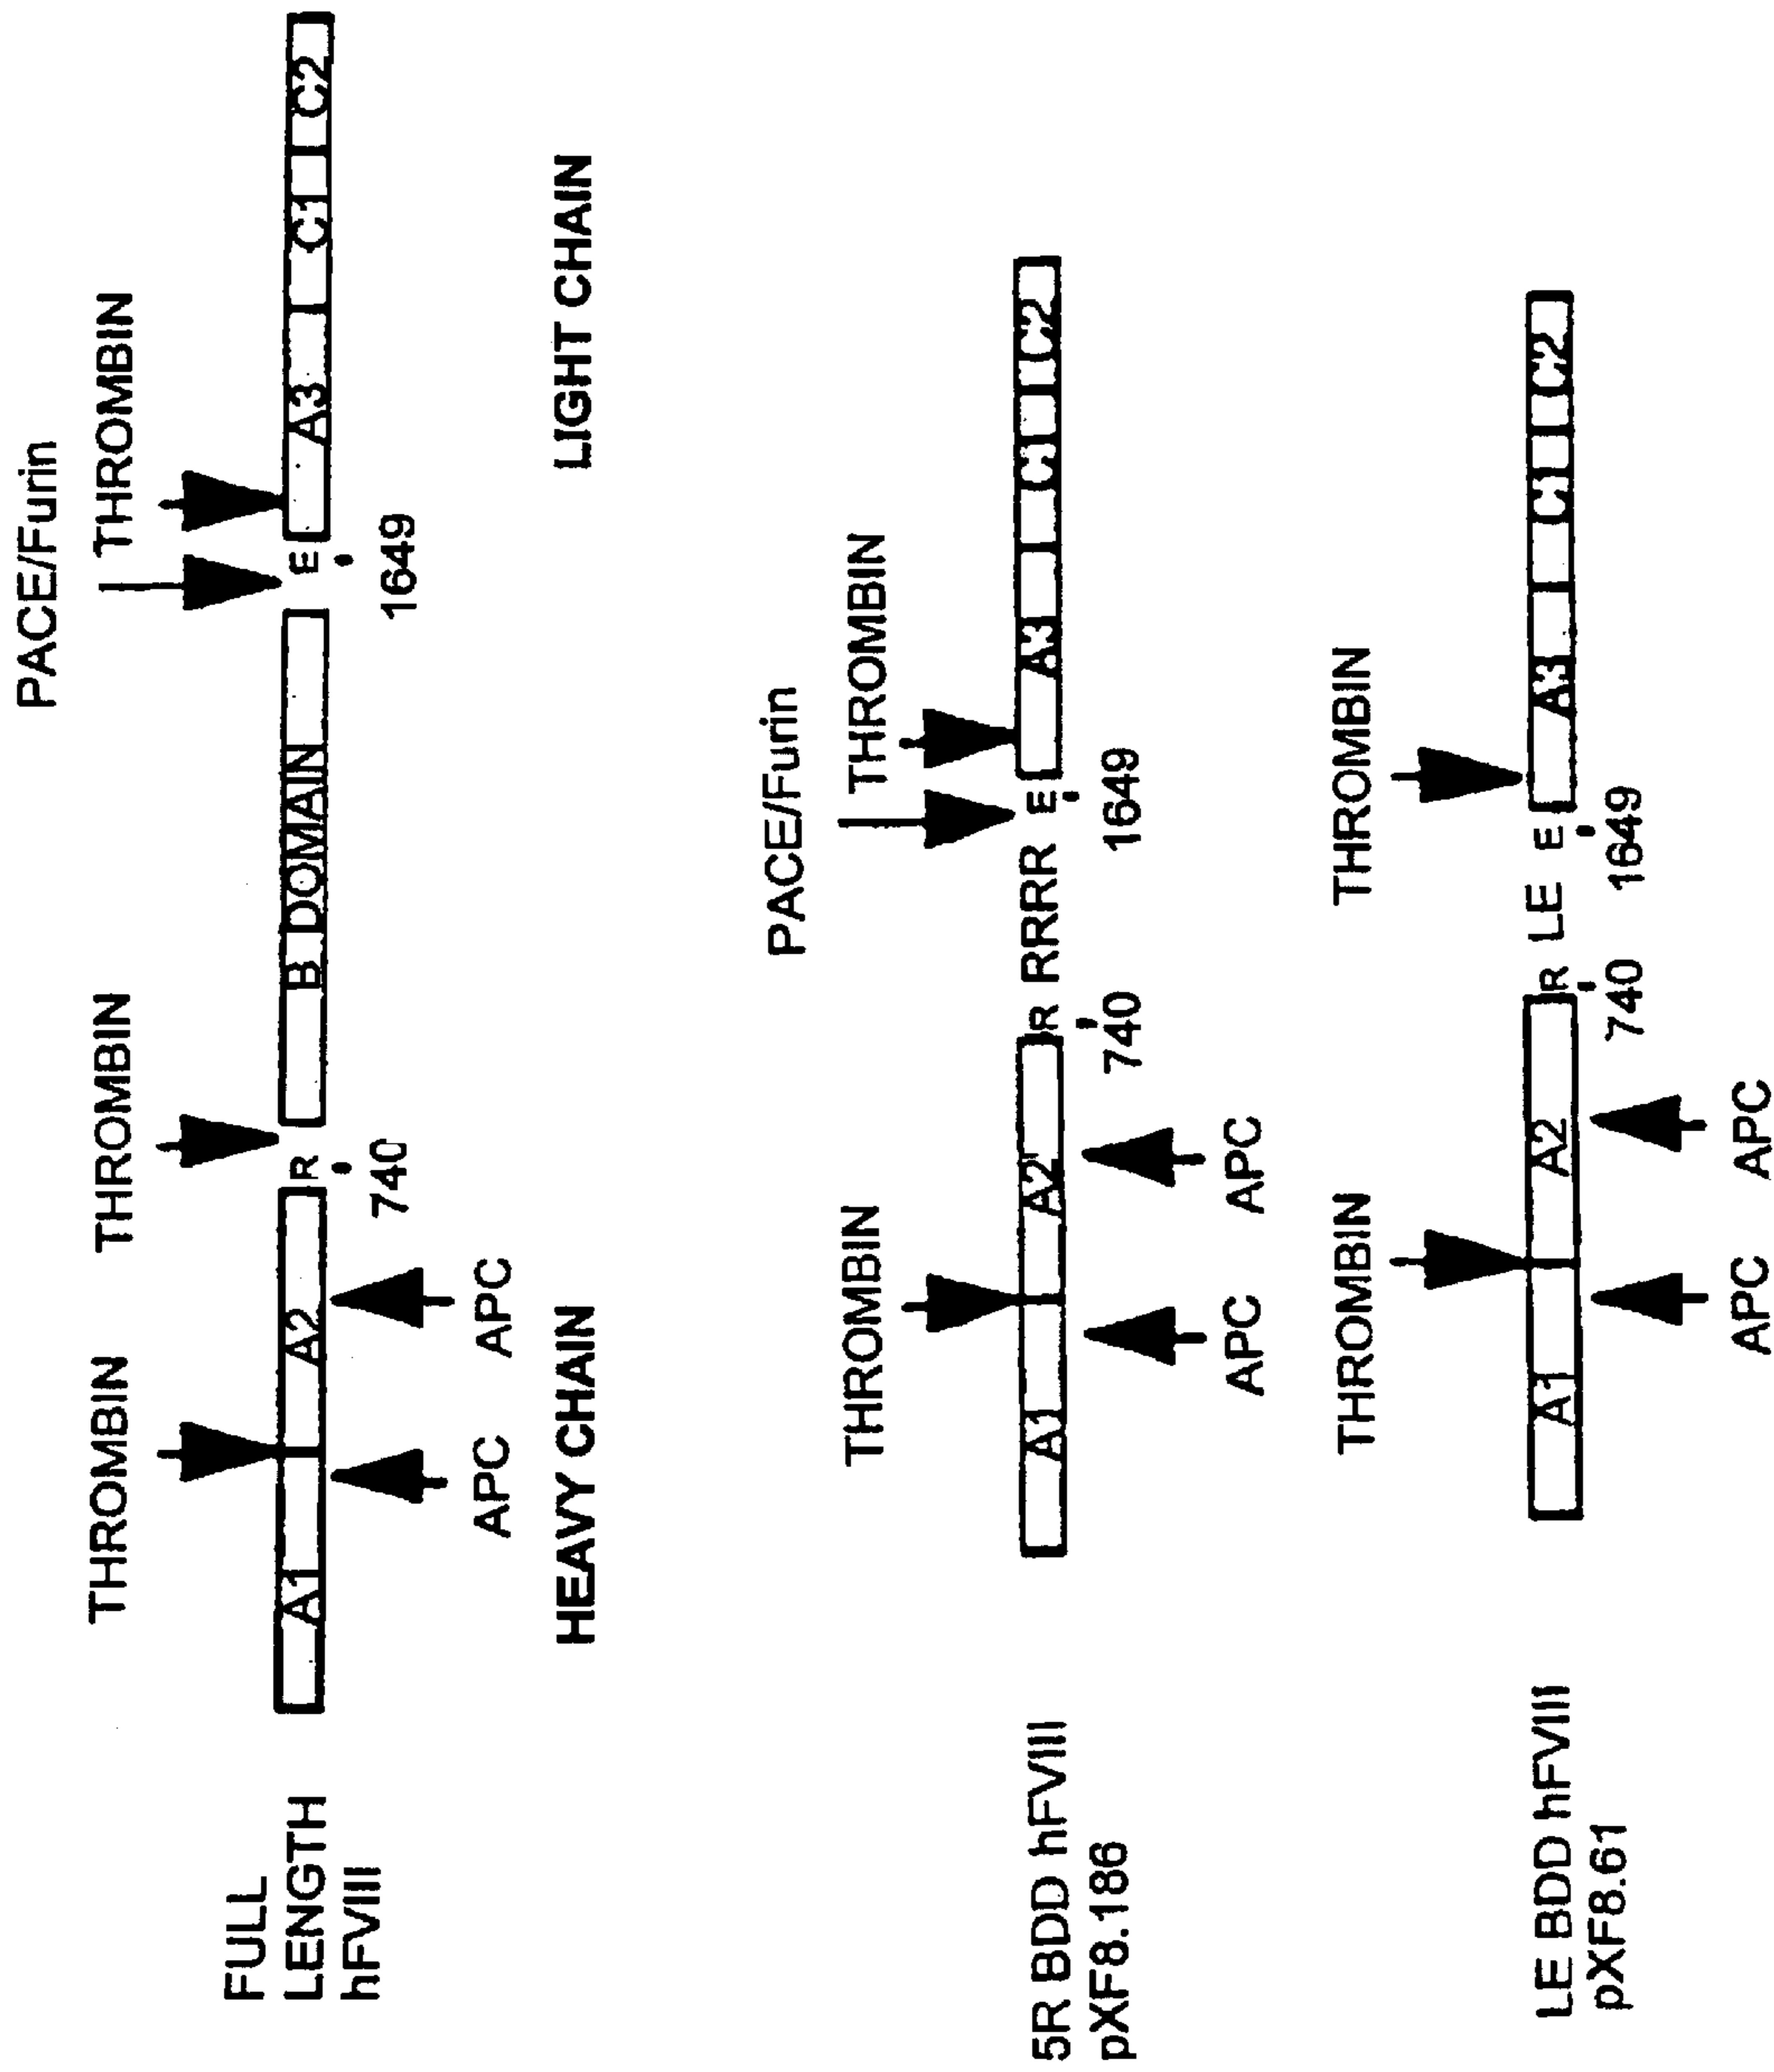 PACE/Furin
THROMBIN THROMBIN THROMBIN
FULL
LENGTH
hFVIII
A1 A2 R B DOMAIN E A3 C1 C2
740 1649
APC APC
HEAVY CHAIN LIGHT CHAIN
PACE/Furin
THROMBIN THROMBIN
5R BDD hFVIII
pXF8.186
A1 A2 R RRRR E A3 C1 C2
740 1649
APC APC
THROMBIN THROMBIN
LE BDD hFVIII
pXF8.61
A1 A2 R LE E A3 C1 C2
740 1649
APC APC